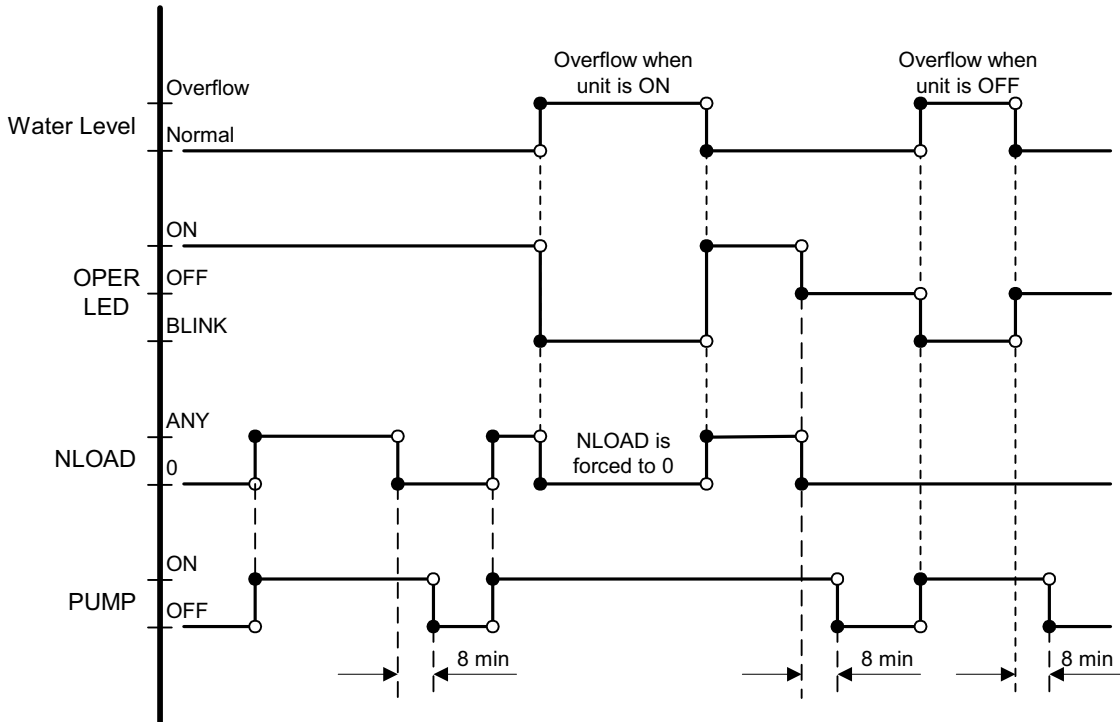 Overflow when
unit is ON
Overflow when
unit is OFF
Overflow
Water Level
Normal
ON
OPER
LED
OFF
BLINK
ANY
NLOAD
0
NLOAD is
forced to 0
ON
PUMP
OFF
8 min
8 min
8 min